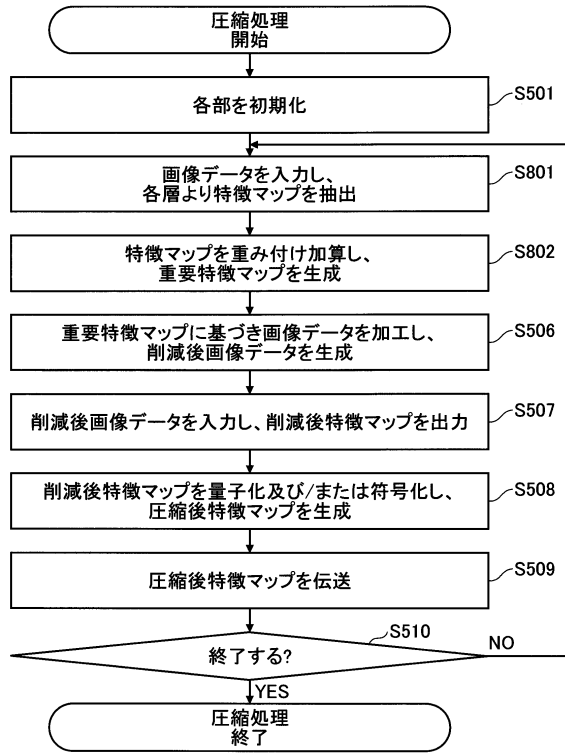 圧縮処理
開始
各部を初期化
S501
画像データを入力し、
各層より特徴マップを抽出
S801
特徴マップを重み付け加算し、
重要特徴マップを生成
S802
重要特徴マップに基づき画像データを加工し、
削減後画像データを生成
S506
削減後画像データを入力し、削減後特徴マップを出力
S507
削減後特徴マップを量子化及び/または符号化し、
圧縮後特徴マップを生成
S508
圧縮後特徴マップを伝送
S509
終了する?
S510
NO
YES
圧縮処理
終了